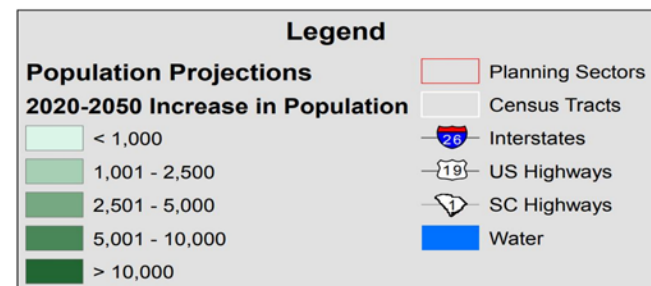 Legend
Population Projections
2020-2050 Increase in Population
< 1,000
1,001 - 2,500
2,501 - 5,000
5,001 - 10,000
> 10,000
Planning Sectors
Census Tracts
26 Interstates
19 US Highways
1 SC Highways
Water